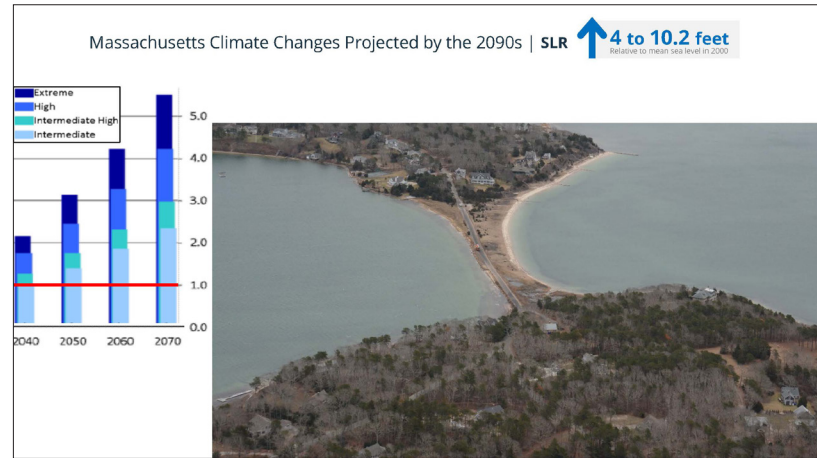 Massachusetts Climate Changes Projected by the 2090s | SLR
4 to 10.2 feet
Relative to mean sea level in 2000
Extreme
High
Intermediate High
Intermediate
5.0
4.0
3.0
2.0
1.0
0.0
2040 2050 2060 2070